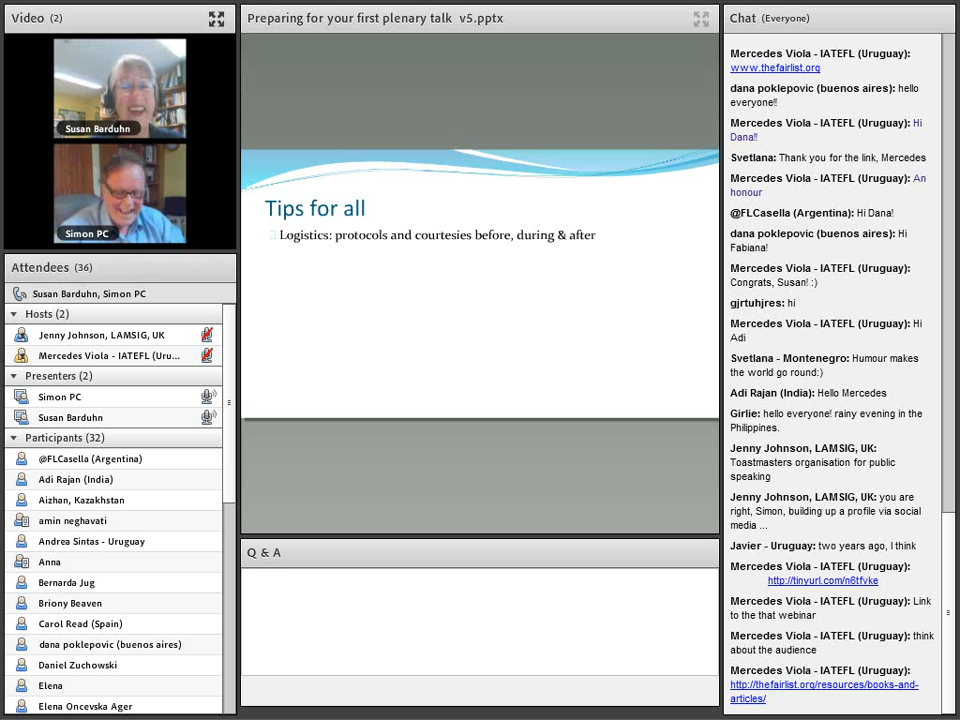 Video (2)
Susan Barduhn
Simon PC
Attendees (36)
Susan Barduhn, Simon PC
Hosts (2)
Jenny Johnson, LAMSIG, UK
Mercedes Viola - IATEFL (Uru...
Presenters (2)
Simon PC
Susan Barduhn
Participants (32)
@FLCasella (Argentina)
Adi Rajan (India)
Aizhan, Kazakhstan
amin neghavati
Andrea Sintas - Uruguay
Anna
Bernarda Jug
Briony Beaven
Carol Read (Spain)
dana poklepovic (buenos aires)
Daniel Zuchowski
Elena
Elena Oncevska Ager
Preparing for your first plenary talk v5.pptx
Tips for all
Logistics: protocols and courtesies before, during & after
Q & A
Chat (Everyone)
Mercedes Viola - IATEFL (Uruguay):
www.thefairlist.org
dana poklepovic (buenos aires): hello
everyone!!
Mercedes Viola - IATEFL (Uruguay): Hi
Dana!!
Svetlana: Thank you for the link, Mercedes
Mercedes Viola - IATEFL (Uruguay): An
honour
@FLCasella (Argentina): Hi Dana!
dana poklepovic (buenos aires): Hi
Fabiana!
Mercedes Viola - IATEFL (Uruguay):
Congrats, Susan! :)
gjrtuhjres: hi
Mercedes Viola - IATEFL (Uruguay): Hi
Adi
Svetlana - Montenegro: Humour makes
the world go round:)
Adi Rajan (India): Hello Mercedes
Girlie: hello everyone! rainy evening in the
Philippines.
Jenny Johnson, LAMSIG, UK:
Toastmasters organisation for public
speaking
Jenny Johnson, LAMSIG, UK: you are
right, Simon, building up a profile via social
media ...
Javier - Uruguay: two years ago, I think
Mercedes Viola - IATEFL (Uruguay):
http://tinyurl.com/n6tfvke
Mercedes Viola - IATEFL (Uruguay): Link
to the that webinar
Mercedes Viola - IATEFL (Uruguay): think
about the audience
Mercedes Viola - IATEFL (Uruguay):
http://thefairlist.org/resources/books-and-
articles/